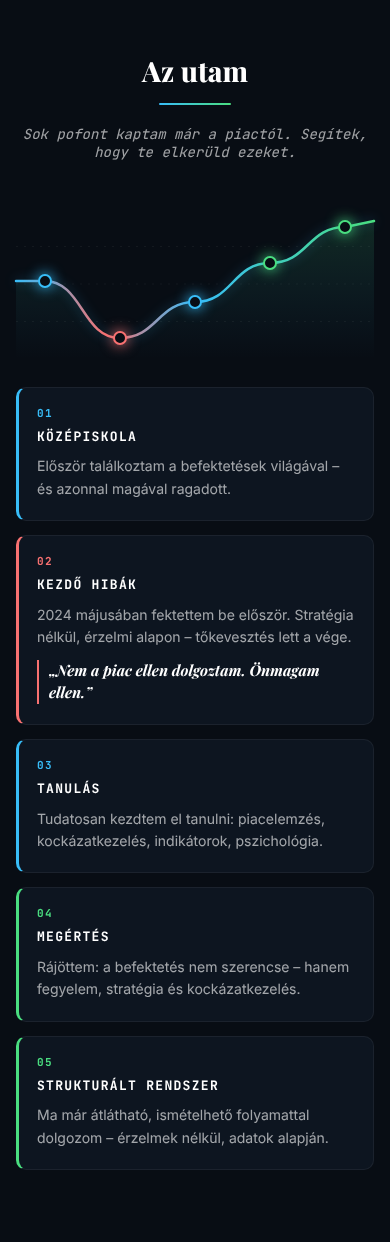 Az utam
Sok pofont kaptam már a piactól. Segítek,
hogy te elkerüld ezeket.
01
KÖZÉPISKOLA
Először találkoztam a befektetések világával –
és azonnal magával ragadott.
02
KEZDŐ HIBÁK
2024 májusában fektettem be először. Stratégia
nélkül, érzelmi alapon – tőkevesztés lett a vége.
„Nem a piac ellen dolgoztam. Önmagam
ellen.”
03
TANULÁS
Tudatosan kezdtem el tanulni: piacelemzés,
kockázatkezelés, indikátorok, pszichológia.
04
MEGÉRTÉS
Rájöttem: a befektetés nem szerencse – hanem
fegyelem, stratégia és kockázatkezelés.
05
STRUKTURÁLT RENDSZER
Ma már átlátható, ismételhető folyamattal
dolgozom – érzelmek nélkül, adatok alapján.